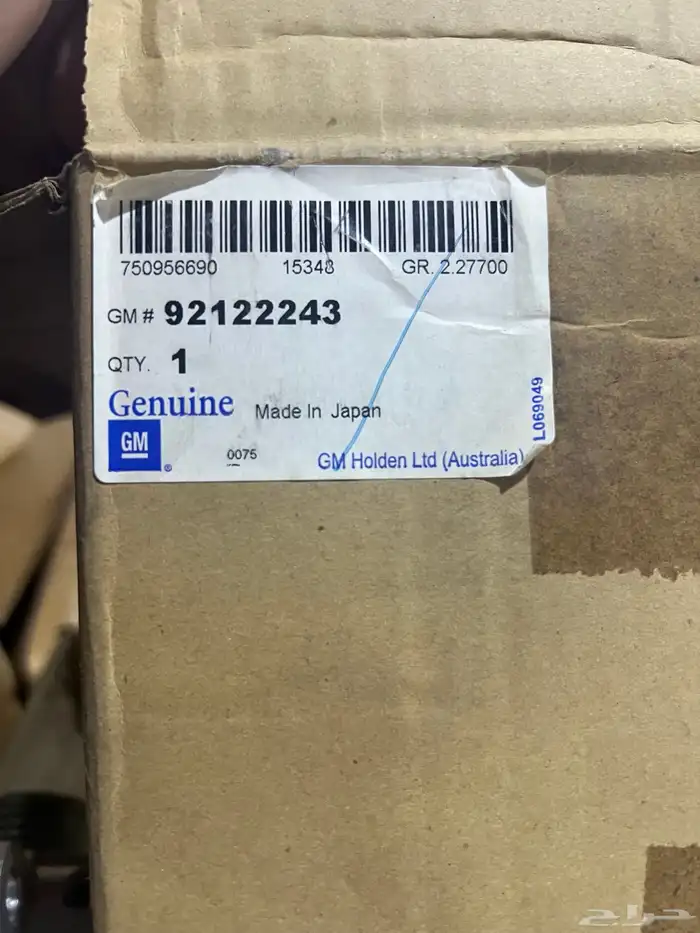 750956690 15348 GR. 2.27700
GM # 92122243
QTY. 1
Genuine Made In Japan
GM ®
0075
GM Holden Ltd (Australia)
L069049
حراج